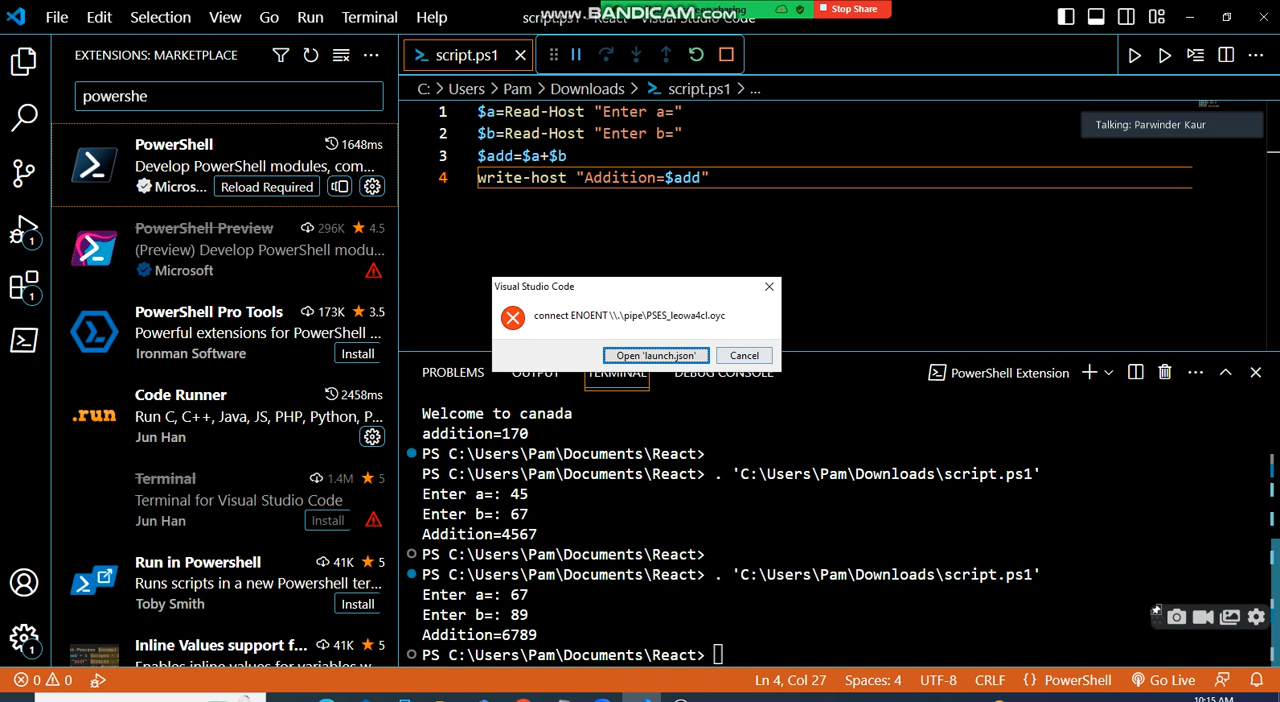 File Edit Selection View Go Run Terminal Help
www.BANDICAM.com
Stop Share
EXTENSIONS: MARKETPLACE
powershe
PowerShell 1648ms
Develop PowerShell modules, com...
Micros... Reload Required
PowerShell Preview 296K 4.5
(Preview) Develop PowerShell modu...
Microsoft
PowerShell Pro Tools 173K 3.5
Powerful extensions for PowerShell ...
Ironman Software Install
Code Runner 2458ms
Run C, C++, Java, JS, PHP, Python, P...
Jun Han
.run
Terminal 1.4M 5
Terminal for Visual Studio Code
Jun Han Install
Run in Powershell 41K 5
Runs scripts in a new Powershell ter...
Toby Smith Install
Inline Values support f... 41K 5
1
1
1
script.ps1
C: > Users > Pam > Downloads > script.ps1 > ...
1 $a=Read-Host "Enter a="
2 $b=Read-Host "Enter b="
3 $add=$a+$b
4 write-host "Addition=$add"
Talking: Parwinder Kaur
Visual Studio Code
connect ENOENT \\.\pipe\PSES_leowa4cl.oyc
Open 'launch.json' Cancel
PROBLEMS OUTPUT TERMINAL DEBUG CONSOLE
PowerShell Extension
Welcome to canada
addition=170
PS C:\Users\Pam\Documents\React>
PS C:\Users\Pam\Documents\React> . 'C:\Users\Pam\Downloads\script.ps1'
Enter a=: 45
Enter b=: 67
Addition=4567
PS C:\Users\Pam\Documents\React>
PS C:\Users\Pam\Documents\React> . 'C:\Users\Pam\Downloads\script.ps1'
Enter a=: 67
Enter b=: 89
Addition=6789
PS C:\Users\Pam\Documents\React>
0 0
Ln 4, Col 27 Spaces: 4 UTF-8 CRLF {} PowerShell Go Live
10:15 AM